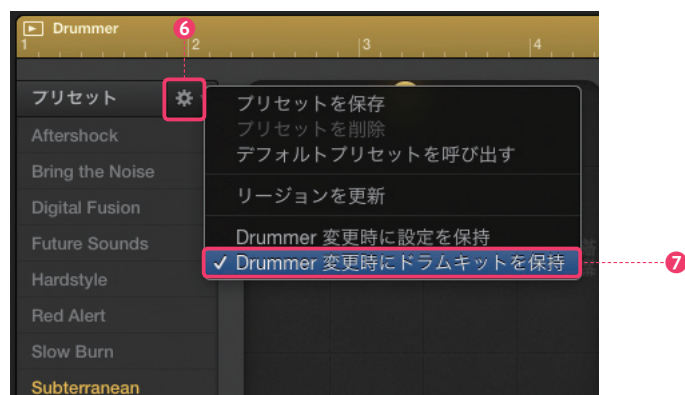 Drummer
6
1 2 3 4
プリセット
プリセットを保存
Aftershock
プリセットを削除
デフォルトプリセットを呼び出す
Bring the Noise
リージョンを更新
Digital Fusion
Future Sounds
Drummer 変更時に設定を保持
✓ Drummer 変更時にドラムキットを保持
7
Hardstyle
Red Alert
Slow Burn
Subterranean